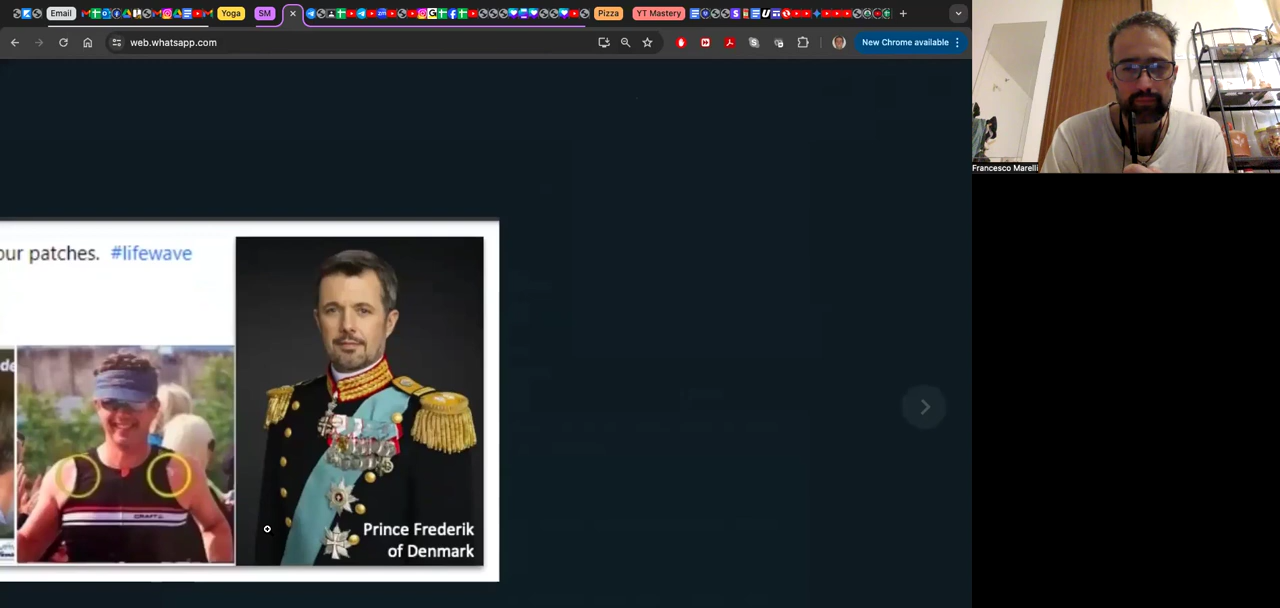 Email
Yoga
SM
Pizza
YT Mastery
web.whatsapp.com
New Chrome available
our patches. #lifewave
CRAFT
Prince Frederik
of Denmark
Francesco Marelli